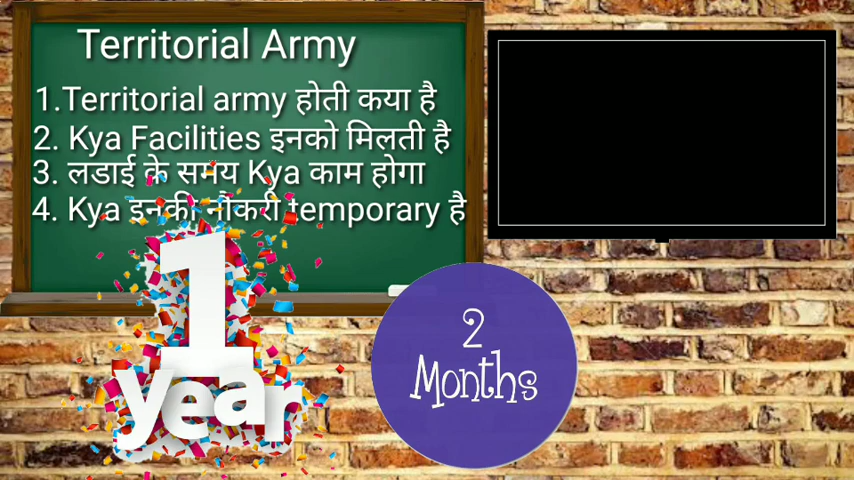 Territorial Army
1.Territorial army होती कया है
2. Kya Facilities इनको मिलती है
3. लडाई के समय Kya काम होगा
4. Kya इनकी नौकरी temporary है
1
year
2
Months